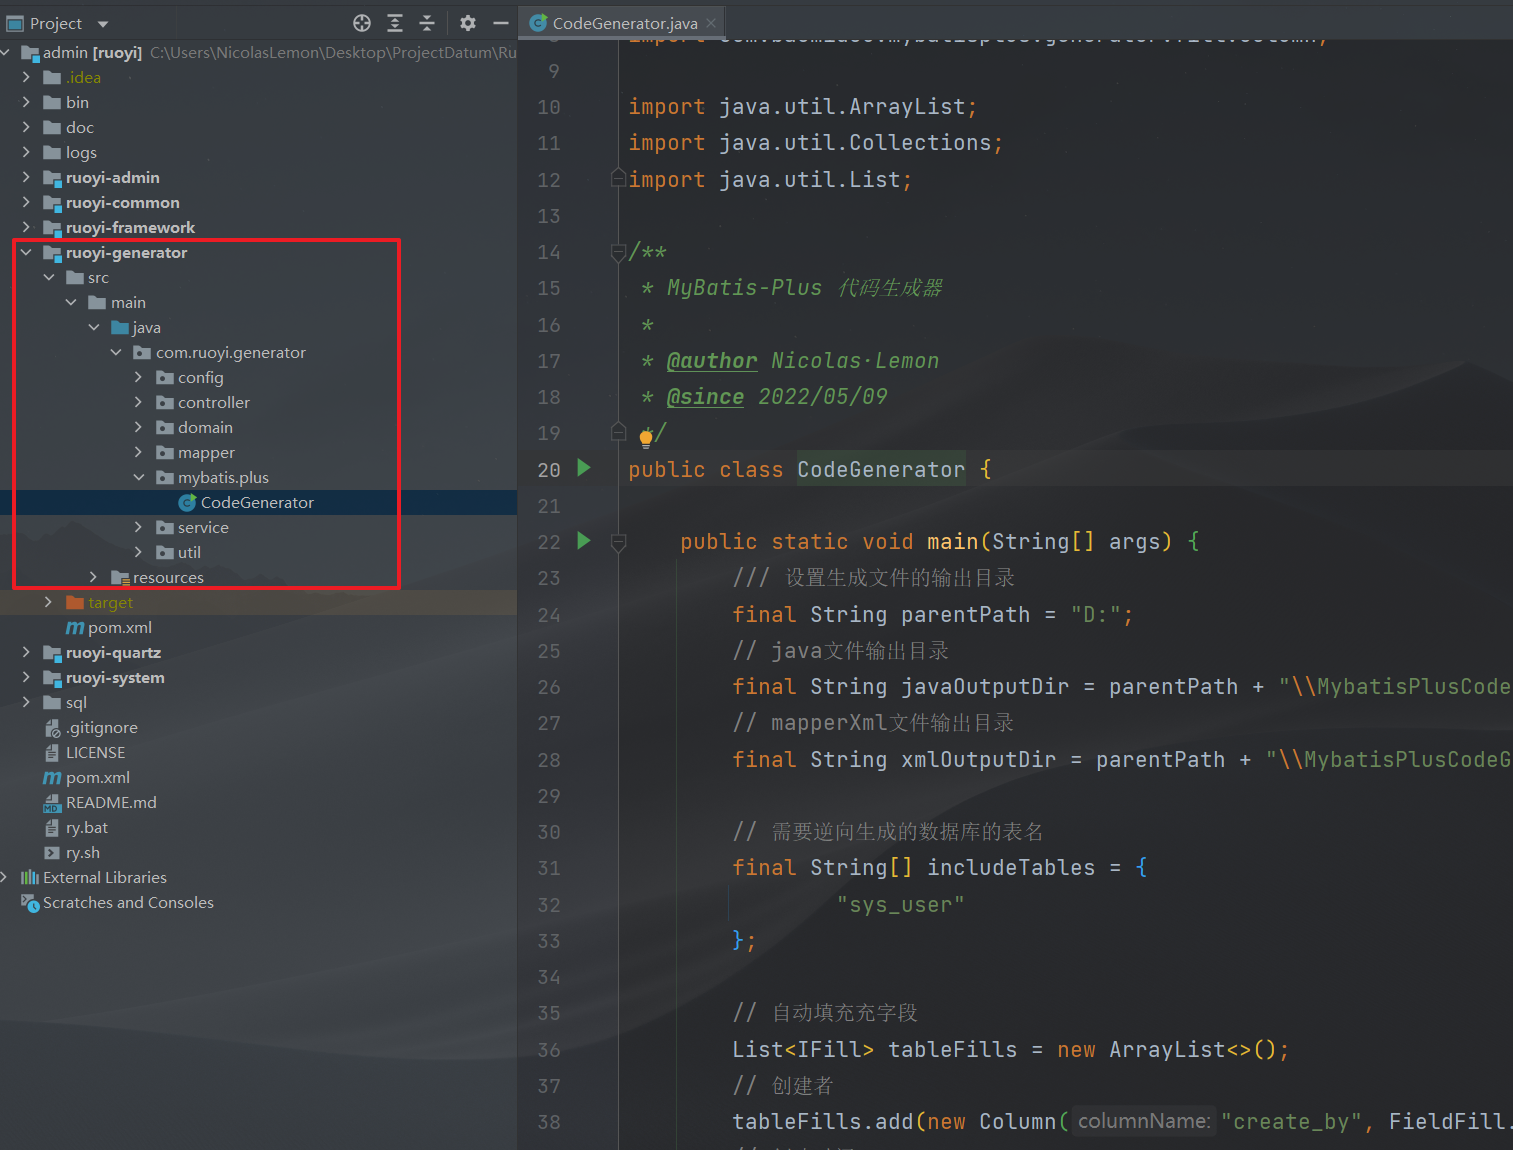 Project
admin [ruoyi] C:\Users\NicolasLemon\Desktop\ProjectDatum\Ru
.idea
bin
doc
logs
ruoyi-admin
ruoyi-common
ruoyi-framework
ruoyi-generator
src
main
java
com.ruoyi.generator
config
controller
domain
mapper
mybatis.plus
CodeGenerator
service
util
resources
target
pom.xml
ruoyi-quartz
ruoyi-system
sql
.gitignore
LICENSE
pom.xml
README.md
ry.bat
ry.sh
External Libraries
Scratches and Consoles
CodeGenerator.java
9
10 import java.util.ArrayList;
11 import java.util.Collections;
12 import java.util.List;
13
14 /**
15 * MyBatis-Plus 代码生成器
16 *
17 * @author Nicolas·Lemon
18 * @since 2022/05/09
19 */
20 public class CodeGenerator {
21
22 public static void main(String[] args) {
23 /// 设置生成文件的输出目录
24 final String parentPath = "D:";
25 // java文件输出目录
26 final String javaOutputDir = parentPath + "\\MybatisPlusCode
27 // mapperXml文件输出目录
28 final String xmlOutputDir = parentPath + "\\MybatisPlusCodeG
29
30 // 需要逆向生成的数据库的表名
31 final String[] includeTables = {
32 "sys_user"
33 };
34
35 // 自动填充充字段
36 List<IFill> tableFills = new ArrayList<>();
37 // 创建者
38 tableFills.add(new Column( columnName: "create_by", FieldFill.